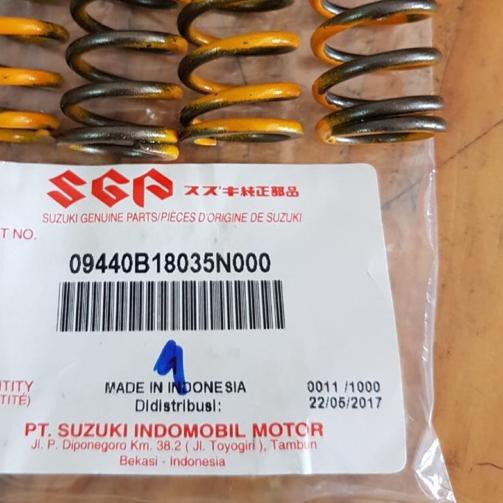 SGP スズキ純正部品
SUZUKI GENUINE PARTS/PIÈCES D'ORIGINE DE SUZUKI
T NO.
09440B18035N000
1
NTITY MADE IN INDONESIA 0011 /1000
TITÉ) Didistribusi: 22/05/2017
PT. SUZUKI INDOMOBIL MOTOR
Jl. P. Diponegoro Km. 38.2 ( Jl. Toyogiri ), Tambun
Bekasi - Indonesia